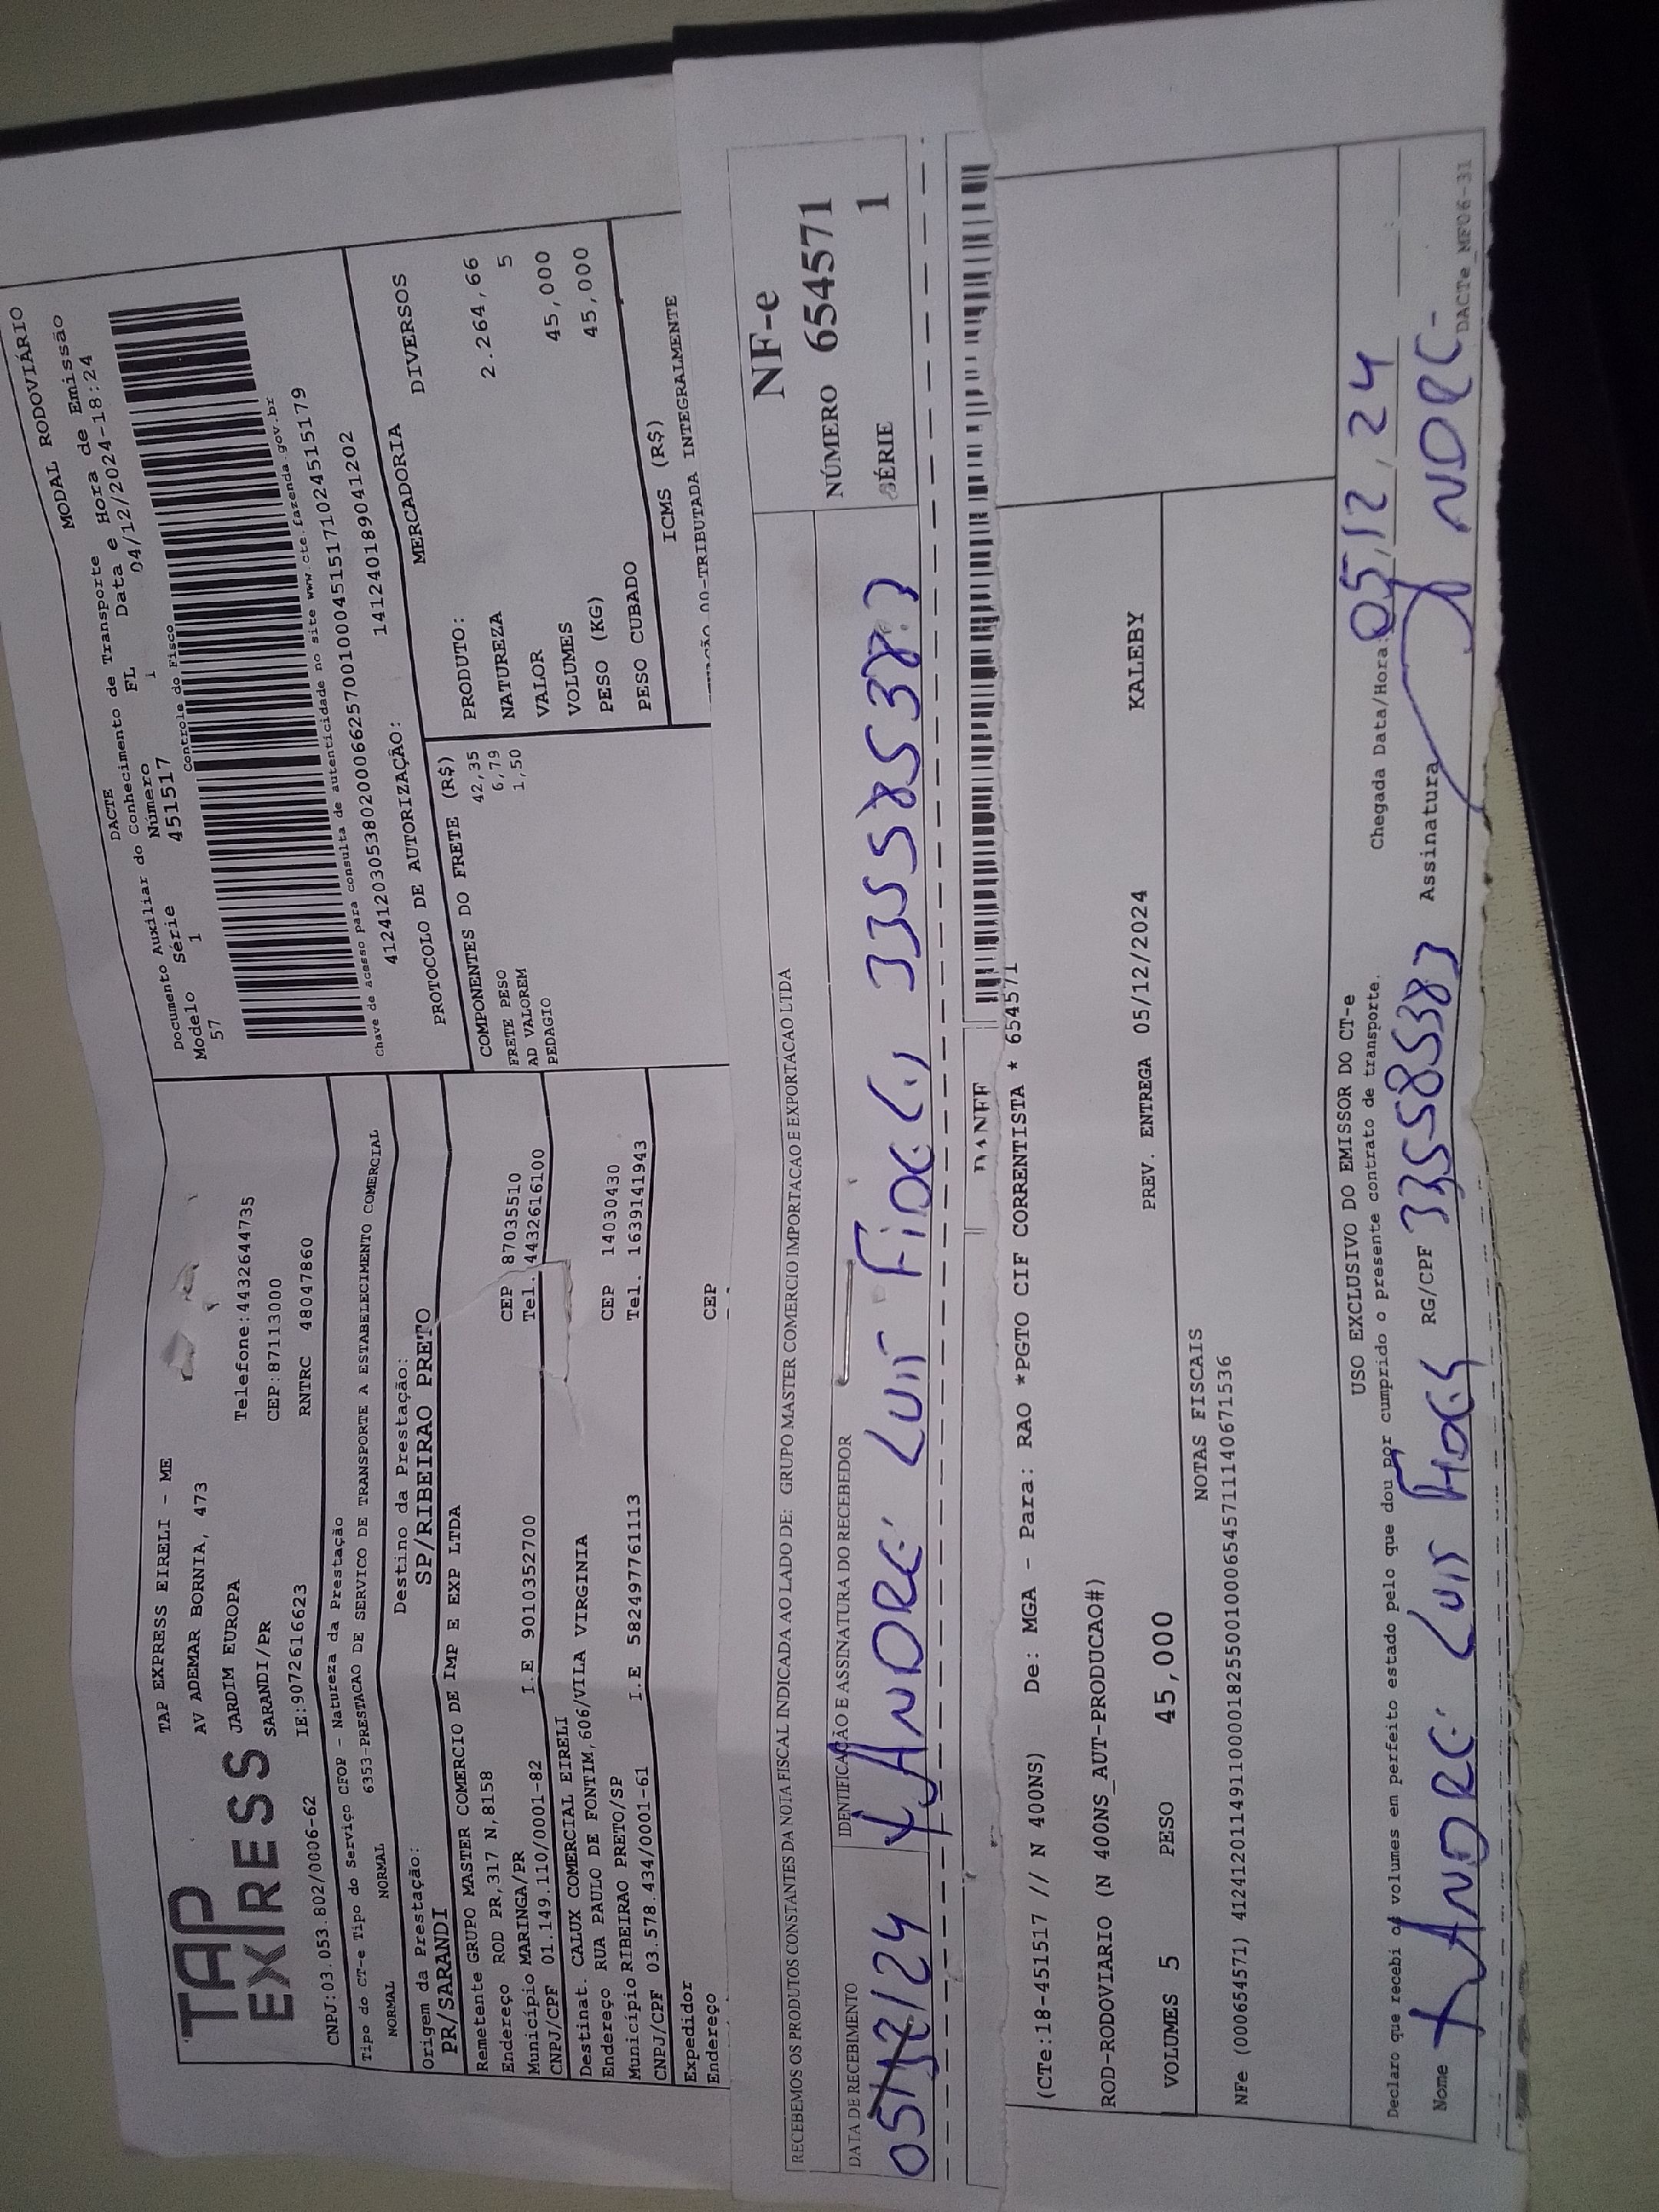 TAP
EXPRESS
TAP EXPRESS EIRELI - ME
AV ADEMAR BORNIA, 473
JARDIM EUROPA
Telefone:4432644735
SARANDI/PR
CEP:87113000
CNPJ:03.053.802/0006-62
IE:9072616623
RNTRC 48047860
MODAL RODOVIÁRIO
DACTE
Documento Auxiliar do Conhecimento de Transporte
Modelo Série Número FL Data e Hora de Emissão
57 1 451517 1 04/12/2024-18:24
Controle do Fisco
Chave de acesso para consulta de autenticidade no site www.cte.fazenda.gov.br
41241203053802000662570010004515171024515179
PROTOCOLO DE AUTORIZAÇÃO: 141240189041202
Tipo do CT-e Tipo do Serviço CFOP - Natureza da Prestação
NORMAL NORMAL 6353-PRESTACAO DE SERVICO DE TRANSPORTE A ESTABELECIMENTO COMERCIAL
Origem da Prestação: Destino da Prestação:
PR/SARANDI SP/RIBEIRAO PRETO
Remetente GRUPO MASTER COMERCIO DE IMP E EXP LTDA
Endereço ROD PR,317 N,8158
Município MARINGA/PR CEP 87035510
CNPJ/CPF 01.149.110/0001-82 I.E 9010352700 Tel. 4432616100
Destinat. CALUX COMERCIAL EIRELI
Endereço RUA PAULO DE FONTIM,606/VILA VIRGINIA
Município RIBEIRAO PRETO/SP CEP 14030430
CNPJ/CPF 03.578.434/0001-61 I.E 582497761113 Tel. 1639141943
Expedidor
Endereço CEP
COMPONENTES DO FRETE (R$)
FRETE PESO 42,35
AD VALOREM 6,79
PEDAGIO 1,50
MERCADORIA
PRODUTO: DIVERSOS
NATUREZA
VALOR 2.264,66
VOLUMES 5
PESO (KG) 45,000
PESO CUBADO 45,000
ICMS (R$)
00-TRIBUTADA INTEGRALMENTE
RECEBEMOS OS PRODUTOS CONSTANTES DA NOTA FISCAL INDICADA AO LADO DE: GRUPO MASTER COMERCIO IMPORTACAO E EXPORTACAO LTDA
NF-e
NÚMERO 654571
SÉRIE 1
DATA DE RECEBIMENTO
IDENTIFICAÇÃO E ASSINATURA DO RECEBEDOR
05/12/24
ANDRE Luiz
DANFE
(CTe:18-451517 // N 400NS) De: MGA - Para: RAO *PGTO CIF CORRENTISTA * 654571
ROD-RODOVIARIO (N 400NS_AUT-PRODUCAO#)
VOLUMES 5 PESO 45,000 PREV. ENTREGA 05/12/2024 KALEBY
NOTAS FISCAIS
NFe (000654571) 41241201149110000182550010006545711140671536
USO EXCLUSIVO DO EMISSOR DO CT-e
Declaro que recebi os volumes em perfeito estado pelo que dou por cumprido o presente contrato de transporte.
Chegada Data/Hora: 05/12/24
Nome ANDRE Luiz RG/CPF 335585383 Assinatura ANDRE
DACTe_MF06-31